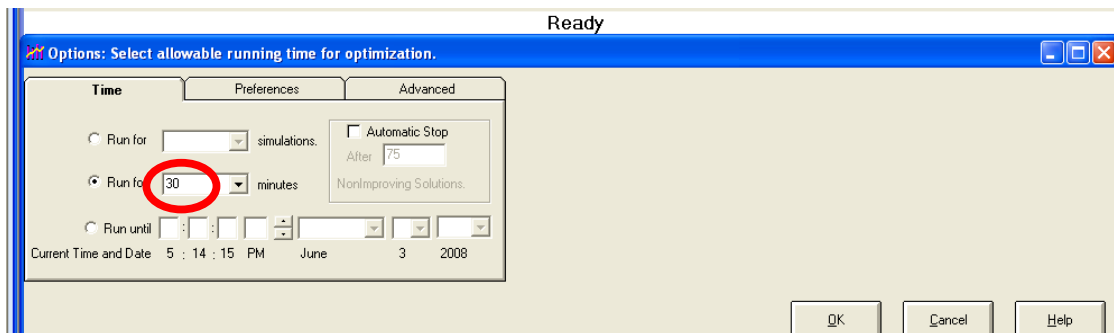 Ready
Options: Select allowable running time for optimization.
Time Preferences Advanced
Run for simulations.
Automatic Stop
After 75
NonImproving Solutions.
Run fo 30 minutes
Run until : :
Current Time and Date 5 : 14 : 15 PM June 3 2008
OK Cancel Help